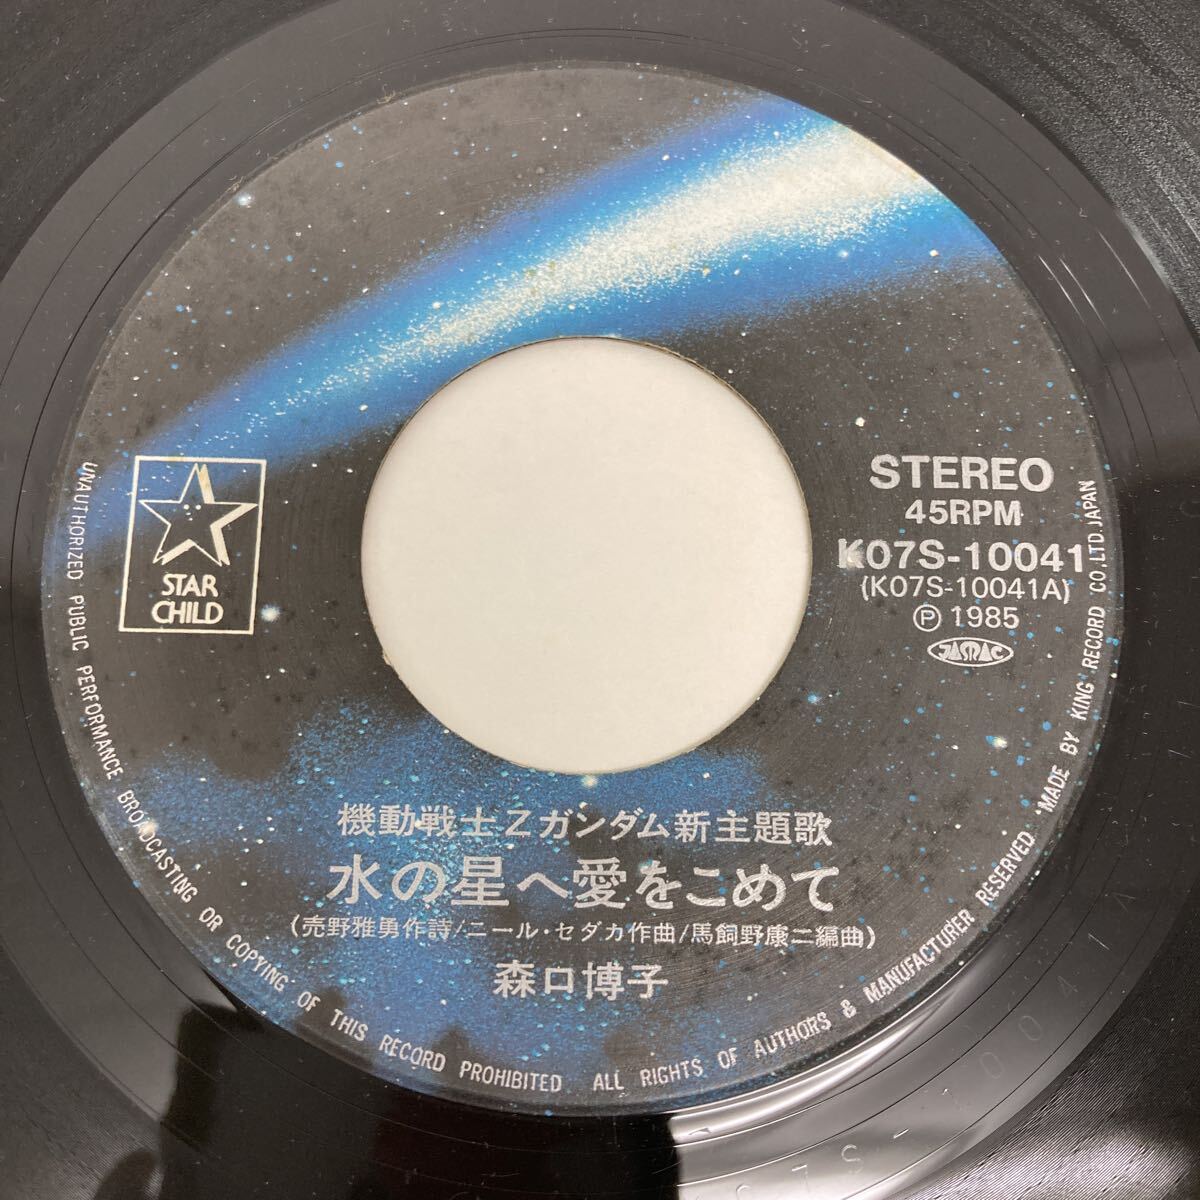 STAR
CHILD
STEREO
45RPM
K07S-10041
(K07S-10041A)
Ⓟ 1985
JASRAC
機動戦士Zガンダム新主題歌
水の星へ愛をこめて
(売野雅勇作詩/ニール・セダカ作曲/馬飼野康二編曲)
森口博子
UNAUTHORIZED PUBLIC PERFORMANCE BROADCASTING OR COPYING OF THIS RECORD PROHIBITED ALL RIGHTS OF AUTHORS & MANUFACTURER RESERVED MADE BY KING RECORD CO.,LTD.JAPAN